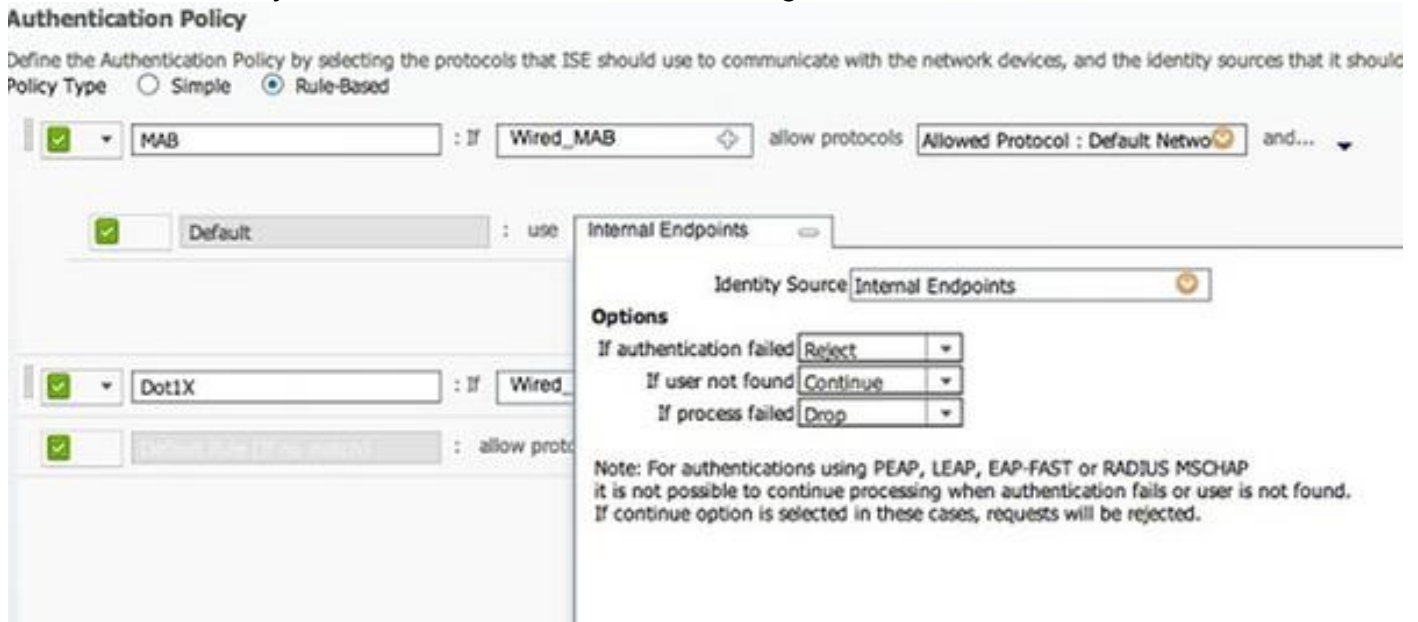 Authentication Policy
Define the Authentication Policy by selecting the protocols that ISE should use to communicate with the network devices, and the identity sources that it should
Policy Type Simple Rule-Based
MAB : If Wired_MAB allow protocols Allowed Protocol : Default Netwo and...
Default : use Internal Endpoints
Identity Source Internal Endpoints
Options
If authentication failed Reject
If user not found Continue
If process failed Drop
Dot1X : If Wired_
Default Rule (If no match) : allow proto
Note: For authentications using PEAP, LEAP, EAP-FAST or RADIUS MSCHAP
it is not possible to continue processing when authentication fails or user is not found.
If continue option is selected in these cases, requests will be rejected.